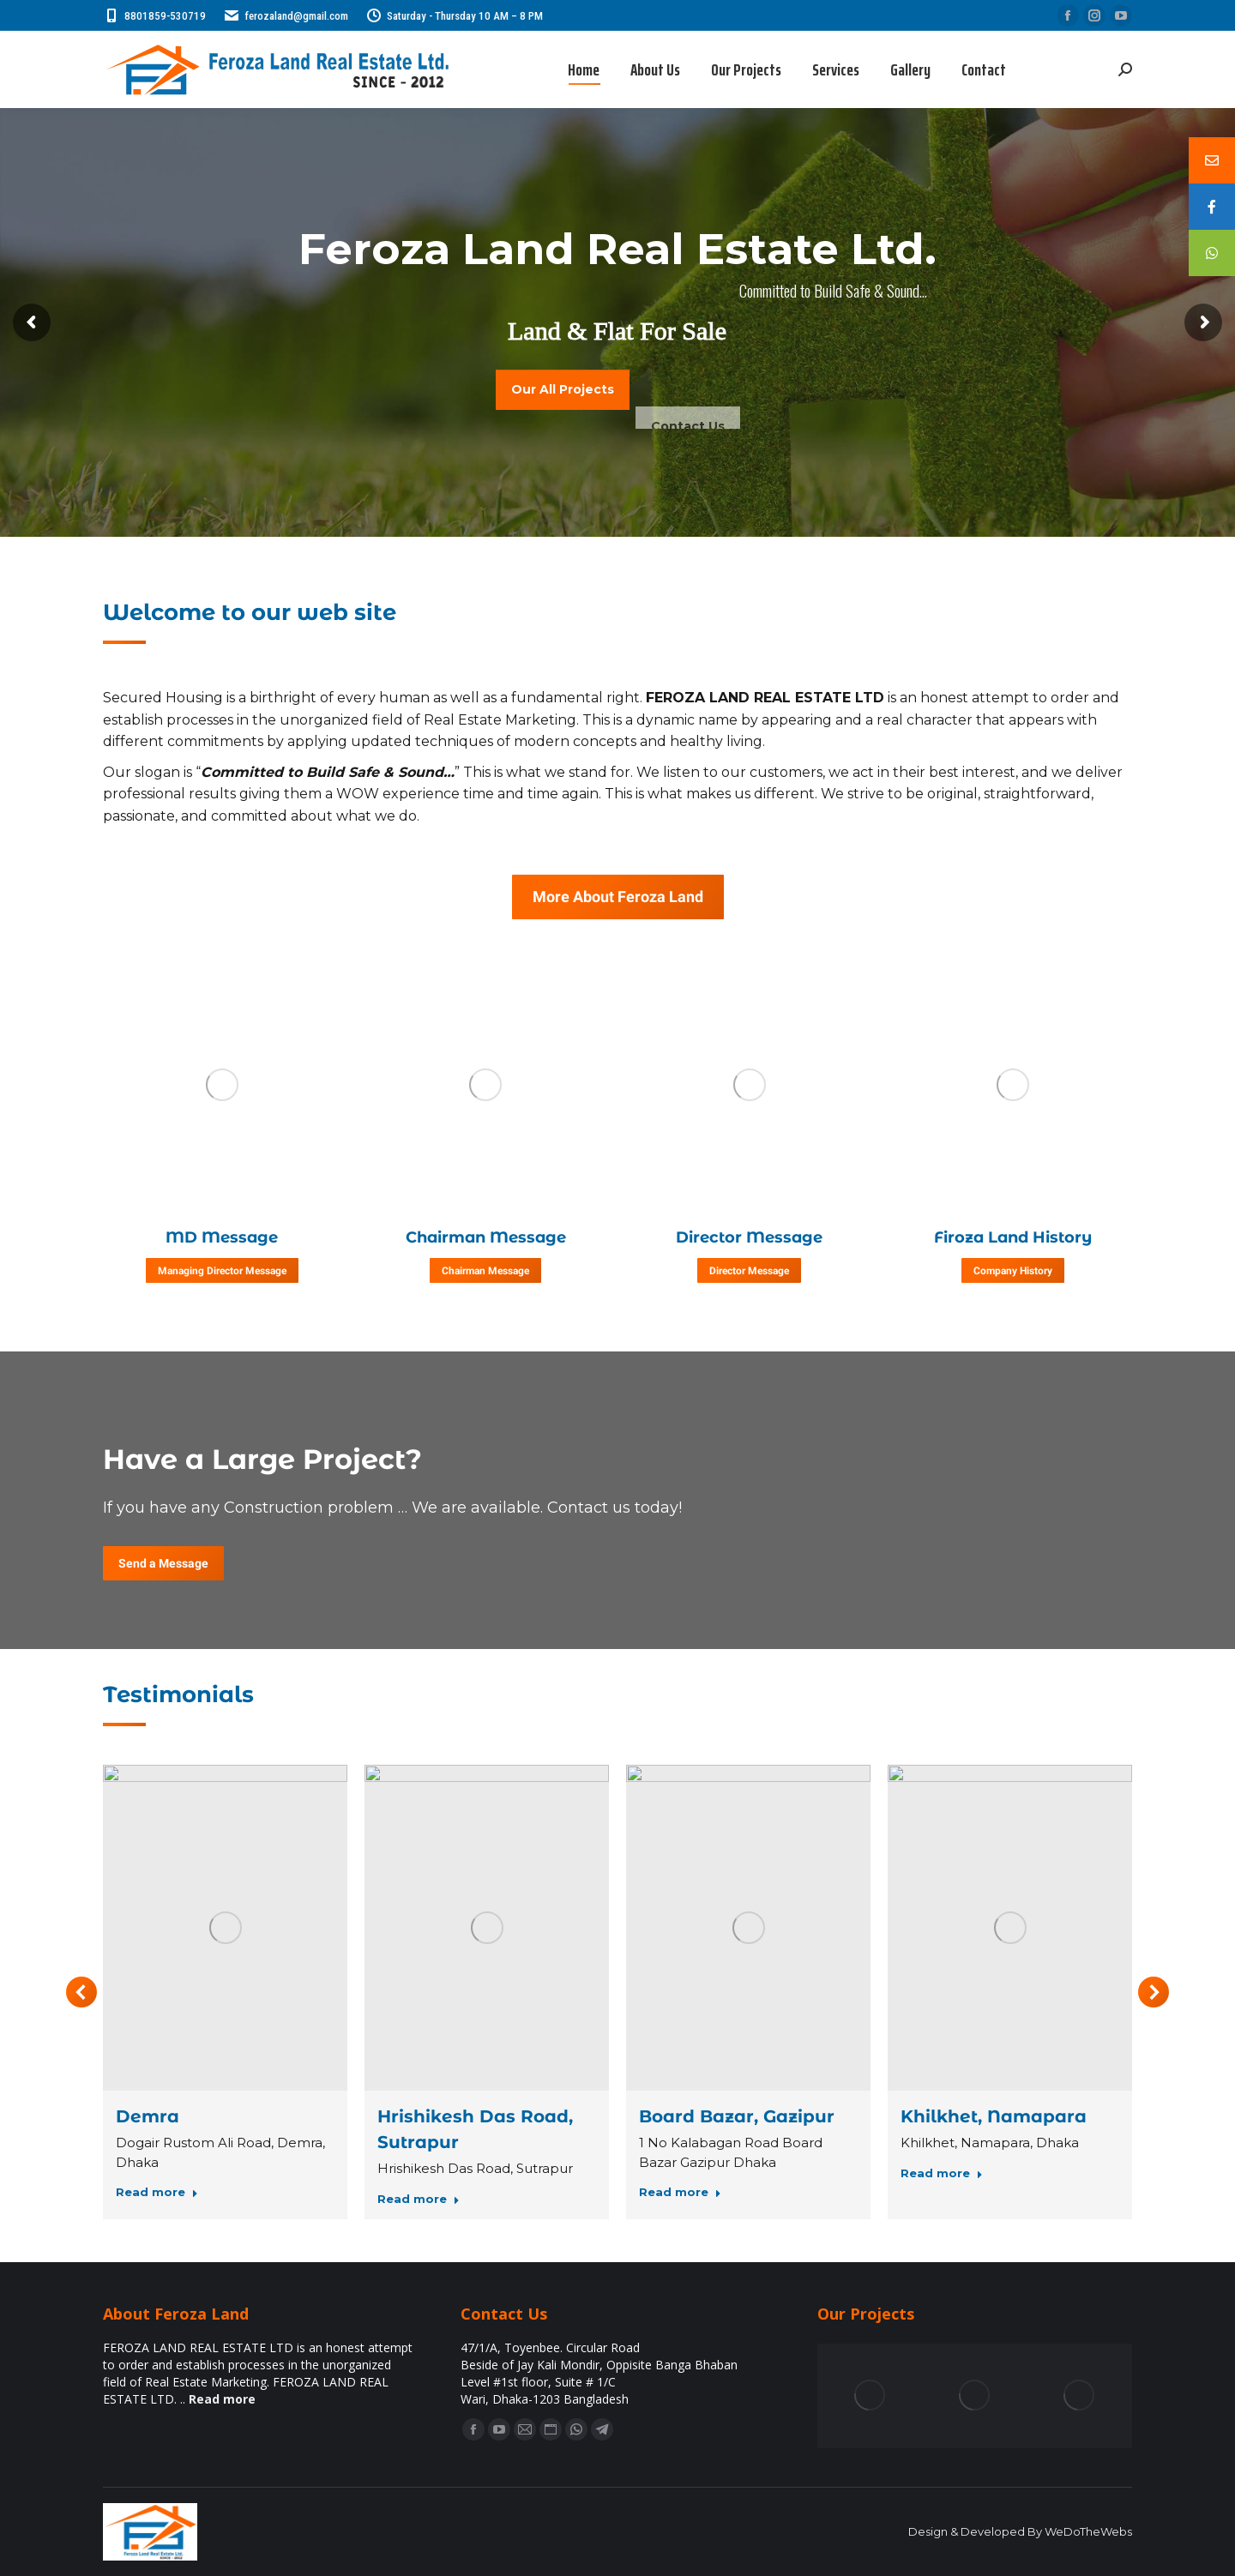 8801859-530719
ferozaland@gmail.com
Saturday - Thursday 10 AM – 8 PM
Feroza Land Real Estate Ltd.
SINCE - 2012
Home
About Us
Our Projects
Services
Gallery
Contact
Feroza Land Real Estate Ltd.
Committed to Build Safe & Sound...
Land & Flat For Sale
Our All Projects
Contact Us
Welcome to our web site
Secured Housing is a birthright of every human as well as a fundamental right. FEROZA LAND REAL ESTATE LTD is an honest attempt to order and
establish processes in the unorganized field of Real Estate Marketing. This is a dynamic name by appearing and a real character that appears with
different commitments by applying updated techniques of modern concepts and healthy living.
Our slogan is “Committed to Build Safe & Sound…” This is what we stand for. We listen to our customers, we act in their best interest, and we deliver
professional results giving them a WOW experience time and time again. This is what makes us different. We strive to be original, straightforward,
passionate, and committed about what we do.
More About Feroza Land
MD Message
Chairman Message
Director Message
Firoza Land History
Managing Director Message
Chairman Message
Director Message
Company History
Have a Large Project?
If you have any Construction problem … We are available. Contact us today!
Send a Message
Testimonials
Demra
Dogair Rustom Ali Road, Demra,
Dhaka
Read more
Hrishikesh Das Road,
Sutrapur
Hrishikesh Das Road, Sutrapur
Read more
Board Bazar, Gazipur
1 No Kalabagan Road Board
Bazar Gazipur Dhaka
Read more
Khilkhet, Namapara
Khilkhet, Namapara, Dhaka
Read more
About Feroza Land
FEROZA LAND REAL ESTATE LTD is an honest attempt
to order and establish processes in the unorganized
field of Real Estate Marketing. FEROZA LAND REAL
ESTATE LTD. .. Read more
Contact Us
47/1/A, Toyenbee. Circular Road
Beside of Jay Kali Mondir, Oppisite Banga Bhaban
Level #1st floor, Suite # 1/C
Wari, Dhaka-1203 Bangladesh
Our Projects
Feroza Land Real Estate Ltd.
SINCE - 2012
Design & Developed By WeDoTheWebs